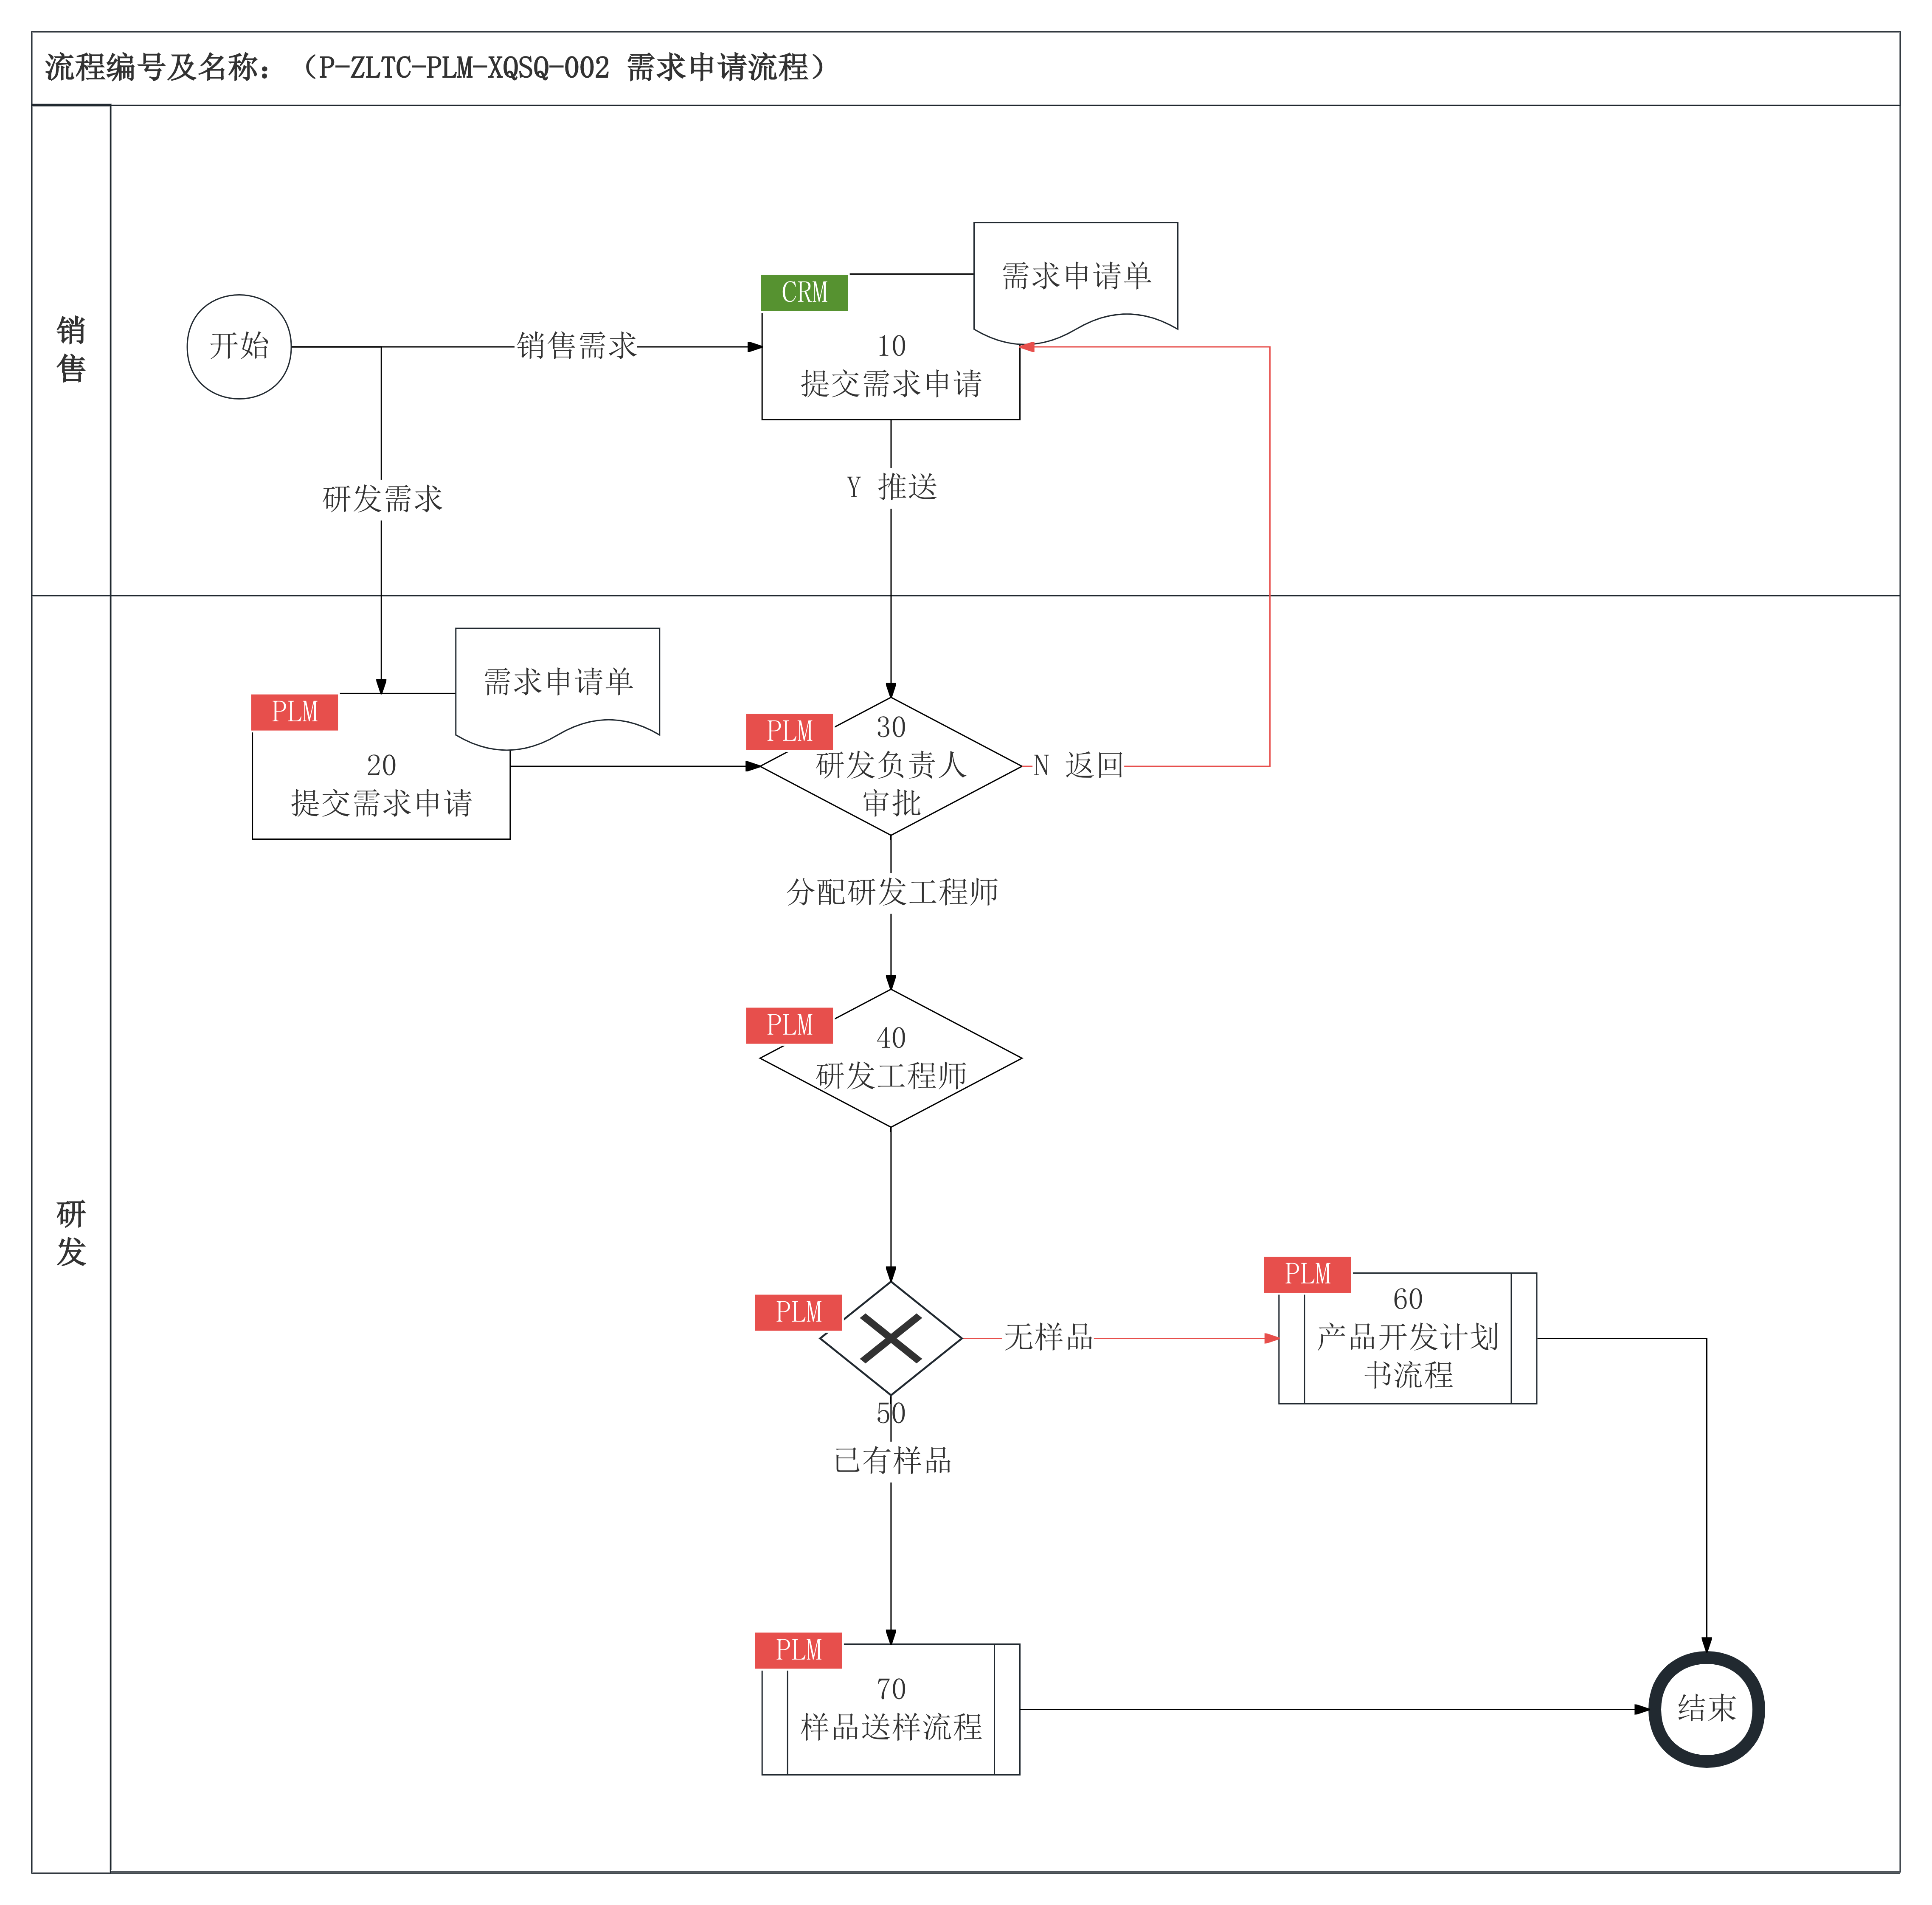 流程编号及名称：（P-ZLTC-PLM-XQSQ-002 需求申请流程）
销
售
开始
销售需求
CRM
需求申请单
10
提交需求申请
Y 推送
研发需求
研
发
PLM
需求申请单
20
提交需求申请
PLM
30
研发负责人
审批
N 返回
分配研发工程师
PLM
40
研发工程师
PLM
50
无样品
已有样品
PLM
60
产品开发计划
书流程
PLM
70
样品送样流程
结束